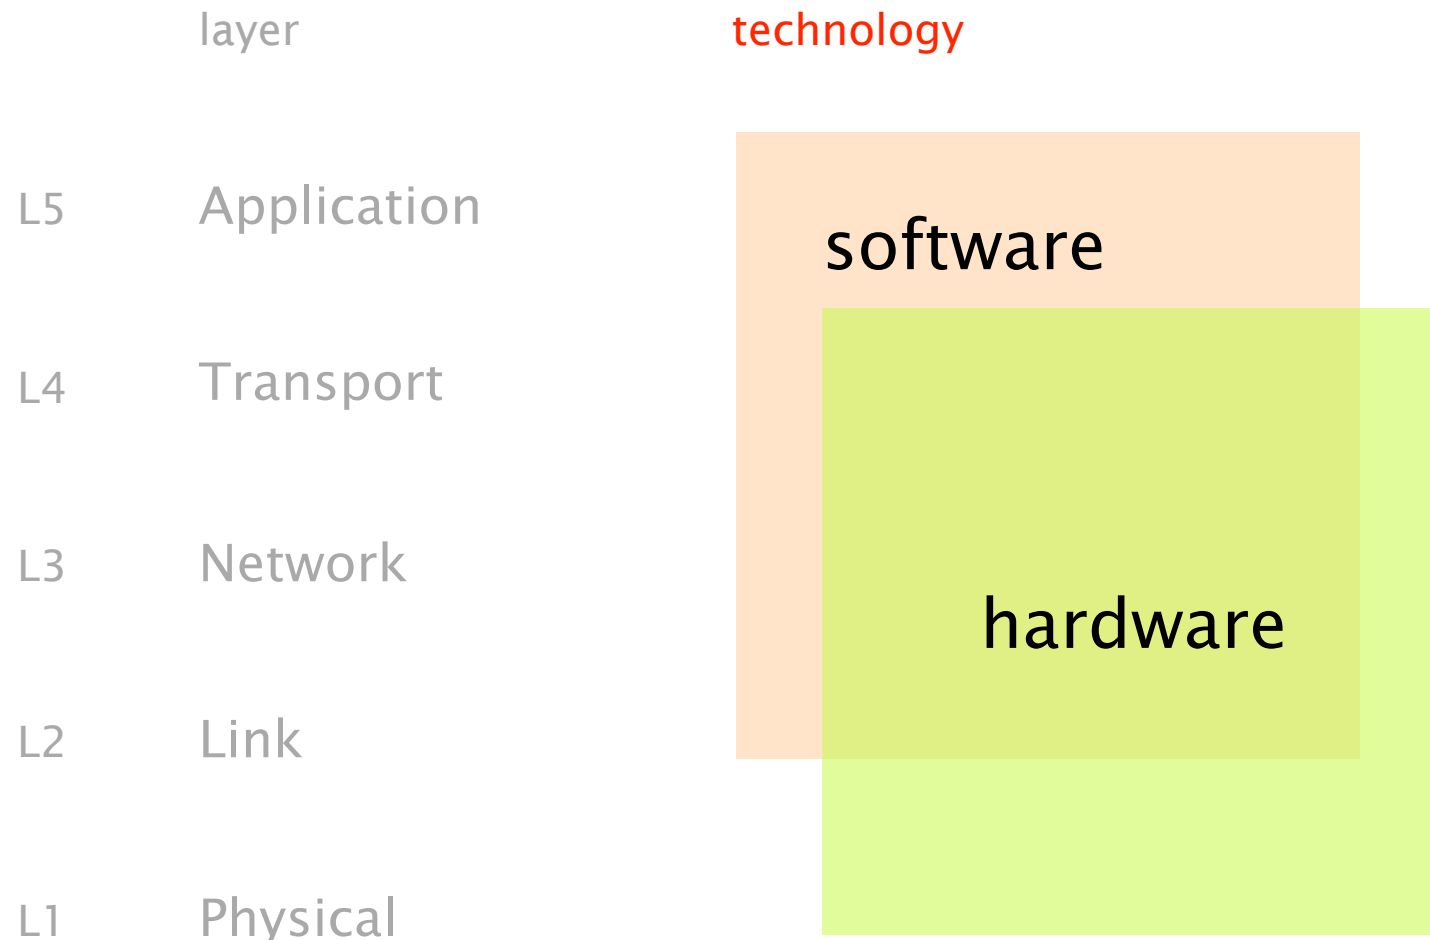 layer technology
L5 Application
software
L4 Transport
L3 Network
hardware
L2 Link
L1 Physical